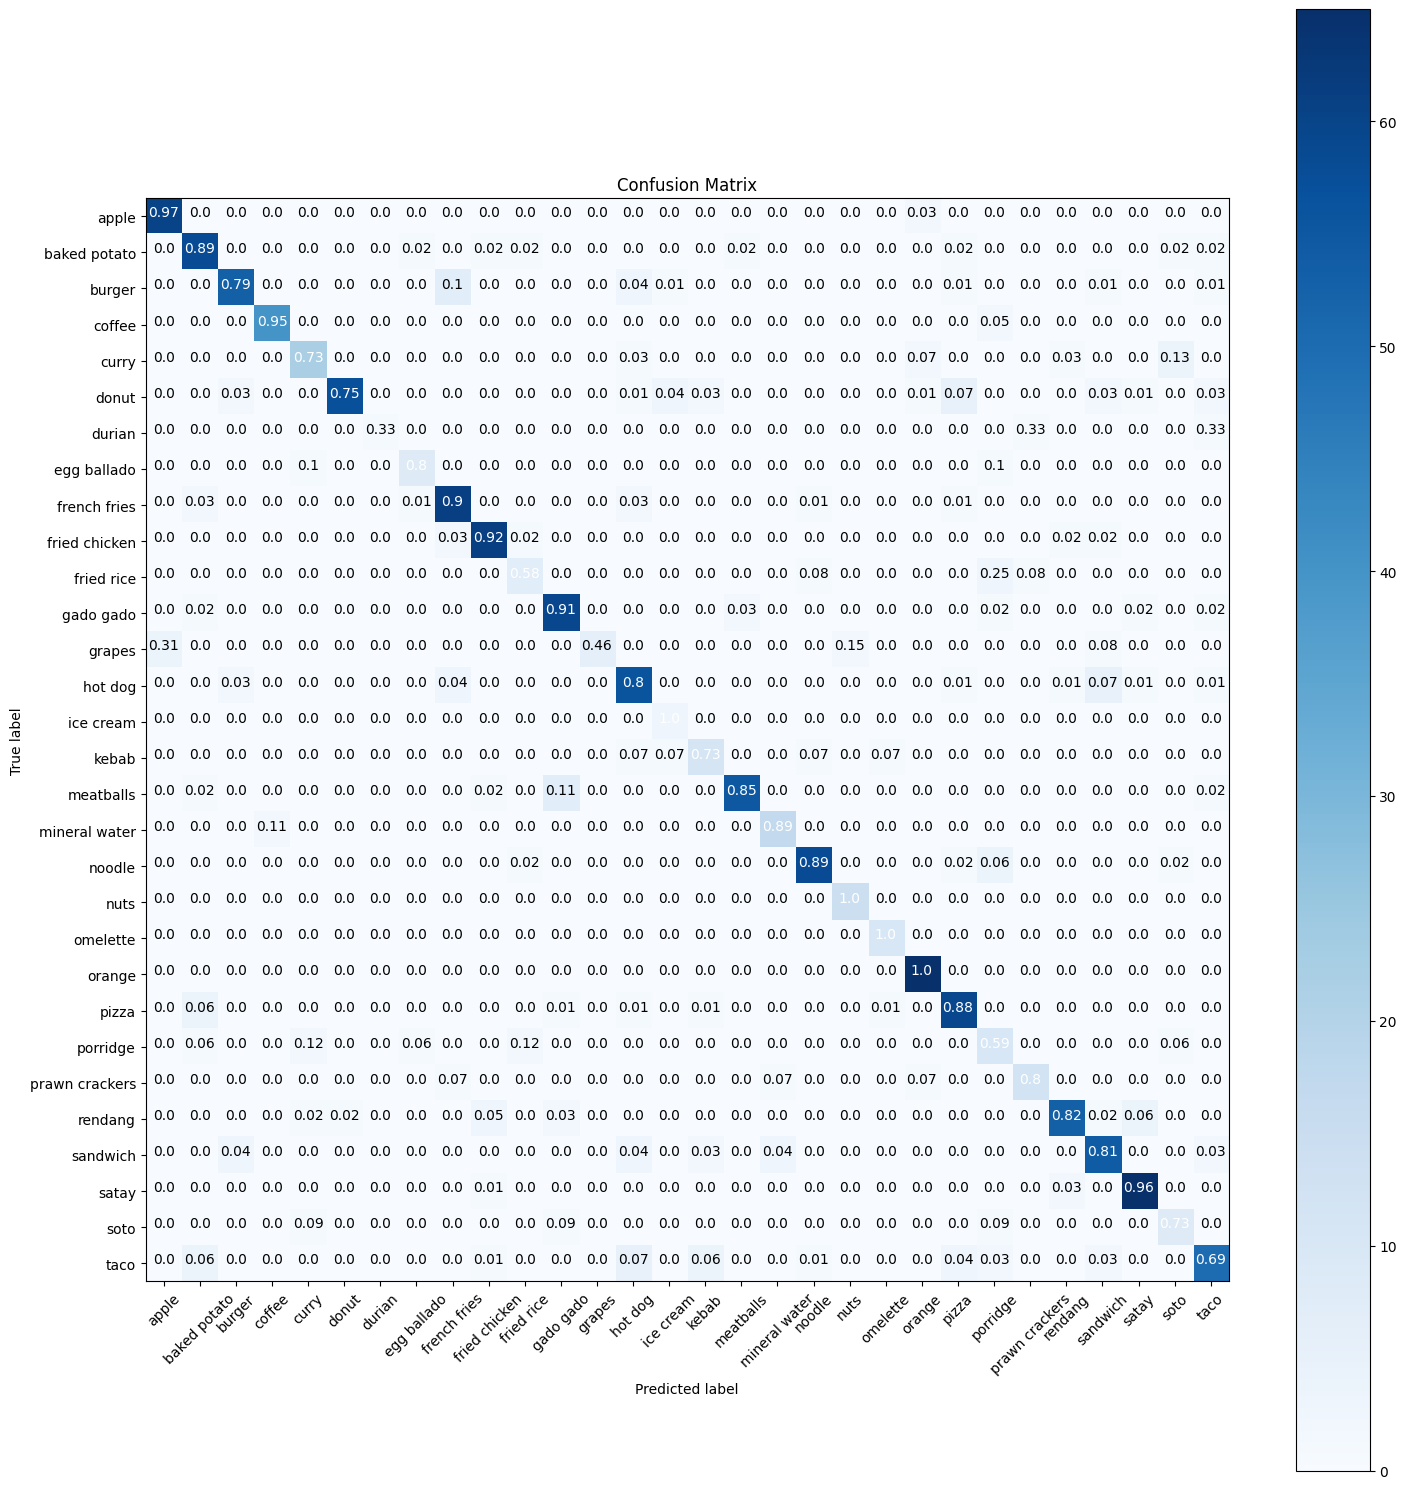 Confusion Matrix
apple 0.97 0.0 0.0 0.0 0.0 0.0 0.0 0.0 0.0 0.0 0.0 0.0 0.0 0.0 0.0 0.0 0.0 0.0 0.0 0.0 0.0 0.03 0.0 0.0 0.0 0.0 0.0 0.0 0.0 0.0
baked potato 0.0 0.89 0.0 0.0 0.0 0.0 0.0 0.02 0.0 0.02 0.02 0.0 0.0 0.0 0.0 0.0 0.02 0.0 0.0 0.0 0.0 0.0 0.02 0.0 0.0 0.0 0.0 0.0 0.02 0.02
burger 0.0 0.0 0.79 0.0 0.0 0.0 0.0 0.0 0.1 0.0 0.0 0.0 0.0 0.04 0.01 0.0 0.0 0.0 0.0 0.0 0.0 0.0 0.01 0.0 0.0 0.0 0.01 0.0 0.0 0.01
coffee 0.0 0.0 0.0 0.95 0.0 0.0 0.0 0.0 0.0 0.0 0.0 0.0 0.0 0.0 0.0 0.0 0.0 0.0 0.0 0.0 0.0 0.0 0.0 0.05 0.0 0.0 0.0 0.0 0.0 0.0
curry 0.0 0.0 0.0 0.0 0.73 0.0 0.0 0.0 0.0 0.0 0.0 0.0 0.0 0.03 0.0 0.0 0.0 0.0 0.0 0.0 0.0 0.07 0.0 0.0 0.0 0.03 0.0 0.0 0.13 0.0
donut 0.0 0.0 0.03 0.0 0.0 0.75 0.0 0.0 0.0 0.0 0.0 0.0 0.0 0.01 0.04 0.03 0.0 0.0 0.0 0.0 0.0 0.01 0.07 0.0 0.0 0.0 0.03 0.01 0.0 0.03
durian 0.0 0.0 0.0 0.0 0.0 0.0 0.33 0.0 0.0 0.0 0.0 0.0 0.0 0.0 0.0 0.0 0.0 0.0 0.0 0.0 0.0 0.0 0.0 0.0 0.33 0.0 0.0 0.0 0.0 0.33
egg ballado 0.0 0.0 0.0 0.0 0.1 0.0 0.0 0.8 0.0 0.0 0.0 0.0 0.0 0.0 0.0 0.0 0.0 0.0 0.0 0.0 0.0 0.0 0.0 0.1 0.0 0.0 0.0 0.0 0.0 0.0
french fries 0.0 0.03 0.0 0.0 0.0 0.0 0.0 0.01 0.9 0.0 0.0 0.0 0.0 0.03 0.0 0.0 0.0 0.0 0.01 0.0 0.0 0.0 0.01 0.0 0.0 0.0 0.0 0.0 0.0 0.0
fried chicken 0.0 0.0 0.0 0.0 0.0 0.0 0.0 0.0 0.03 0.92 0.02 0.0 0.0 0.0 0.0 0.0 0.0 0.0 0.0 0.0 0.0 0.0 0.0 0.0 0.0 0.02 0.02 0.0 0.0 0.0
fried rice 0.0 0.0 0.0 0.0 0.0 0.0 0.0 0.0 0.0 0.0 0.58 0.0 0.0 0.0 0.0 0.0 0.0 0.0 0.08 0.0 0.0 0.0 0.0 0.25 0.08 0.0 0.0 0.0 0.0 0.0
gado gado 0.0 0.02 0.0 0.0 0.0 0.0 0.0 0.0 0.0 0.0 0.0 0.91 0.0 0.0 0.0 0.0 0.03 0.0 0.0 0.0 0.0 0.0 0.0 0.02 0.0 0.0 0.0 0.02 0.0 0.02
grapes 0.31 0.0 0.0 0.0 0.0 0.0 0.0 0.0 0.0 0.0 0.0 0.0 0.46 0.0 0.0 0.0 0.0 0.0 0.0 0.15 0.0 0.0 0.0 0.0 0.0 0.0 0.08 0.0 0.0 0.0
hot dog 0.0 0.0 0.03 0.0 0.0 0.0 0.0 0.0 0.04 0.0 0.0 0.0 0.0 0.8 0.0 0.0 0.0 0.0 0.0 0.0 0.0 0.0 0.01 0.0 0.0 0.01 0.07 0.01 0.0 0.01
ice cream 0.0 0.0 0.0 0.0 0.0 0.0 0.0 0.0 0.0 0.0 0.0 0.0 0.0 0.0 1.0 0.0 0.0 0.0 0.0 0.0 0.0 0.0 0.0 0.0 0.0 0.0 0.0 0.0 0.0 0.0
kebab 0.0 0.0 0.0 0.0 0.0 0.0 0.0 0.0 0.0 0.0 0.0 0.0 0.0 0.07 0.07 0.73 0.0 0.0 0.07 0.0 0.07 0.0 0.0 0.0 0.0 0.0 0.0 0.0 0.0 0.0
meatballs 0.0 0.02 0.0 0.0 0.0 0.0 0.0 0.0 0.0 0.02 0.0 0.11 0.0 0.0 0.0 0.0 0.85 0.0 0.0 0.0 0.0 0.0 0.0 0.0 0.0 0.0 0.0 0.0 0.0 0.02
mineral water 0.0 0.0 0.0 0.11 0.0 0.0 0.0 0.0 0.0 0.0 0.0 0.0 0.0 0.0 0.0 0.0 0.0 0.89 0.0 0.0 0.0 0.0 0.0 0.0 0.0 0.0 0.0 0.0 0.0 0.0
noodle 0.0 0.0 0.0 0.0 0.0 0.0 0.0 0.0 0.0 0.0 0.02 0.0 0.0 0.0 0.0 0.0 0.0 0.0 0.89 0.0 0.0 0.0 0.02 0.06 0.0 0.0 0.0 0.0 0.02 0.0
nuts 0.0 0.0 0.0 0.0 0.0 0.0 0.0 0.0 0.0 0.0 0.0 0.0 0.0 0.0 0.0 0.0 0.0 0.0 0.0 1.0 0.0 0.0 0.0 0.0 0.0 0.0 0.0 0.0 0.0 0.0
omelette 0.0 0.0 0.0 0.0 0.0 0.0 0.0 0.0 0.0 0.0 0.0 0.0 0.0 0.0 0.0 0.0 0.0 0.0 0.0 0.0 1.0 0.0 0.0 0.0 0.0 0.0 0.0 0.0 0.0 0.0
orange 0.0 0.0 0.0 0.0 0.0 0.0 0.0 0.0 0.0 0.0 0.0 0.0 0.0 0.0 0.0 0.0 0.0 0.0 0.0 0.0 0.0 1.0 0.0 0.0 0.0 0.0 0.0 0.0 0.0 0.0
pizza 0.0 0.06 0.0 0.0 0.0 0.0 0.0 0.0 0.0 0.0 0.0 0.01 0.0 0.01 0.0 0.01 0.0 0.0 0.0 0.0 0.01 0.0 0.88 0.0 0.0 0.0 0.0 0.0 0.0 0.0
porridge 0.0 0.06 0.0 0.0 0.12 0.0 0.0 0.06 0.0 0.0 0.12 0.0 0.0 0.0 0.0 0.0 0.0 0.0 0.0 0.0 0.0 0.0 0.0 0.59 0.0 0.0 0.0 0.0 0.06 0.0
prawn crackers 0.0 0.0 0.0 0.0 0.0 0.0 0.0 0.0 0.07 0.0 0.0 0.0 0.0 0.0 0.0 0.0 0.0 0.07 0.0 0.0 0.0 0.07 0.0 0.0 0.8 0.0 0.0 0.0 0.0 0.0
rendang 0.0 0.0 0.0 0.0 0.02 0.02 0.0 0.0 0.0 0.05 0.0 0.03 0.0 0.0 0.0 0.0 0.0 0.0 0.0 0.0 0.0 0.0 0.0 0.0 0.0 0.82 0.02 0.06 0.0 0.0
sandwich 0.0 0.0 0.04 0.0 0.0 0.0 0.0 0.0 0.0 0.0 0.0 0.0 0.0 0.04 0.0 0.03 0.0 0.04 0.0 0.0 0.0 0.0 0.0 0.0 0.0 0.0 0.81 0.0 0.0 0.03
satay 0.0 0.0 0.0 0.0 0.0 0.0 0.0 0.0 0.0 0.01 0.0 0.0 0.0 0.0 0.0 0.0 0.0 0.0 0.0 0.0 0.0 0.0 0.0 0.0 0.0 0.03 0.0 0.96 0.0 0.0
soto 0.0 0.0 0.0 0.0 0.09 0.0 0.0 0.0 0.0 0.0 0.0 0.09 0.0 0.0 0.0 0.0 0.0 0.0 0.0 0.0 0.0 0.0 0.0 0.09 0.0 0.0 0.0 0.0 0.73 0.0
taco 0.0 0.06 0.0 0.0 0.0 0.0 0.0 0.0 0.0 0.01 0.0 0.0 0.0 0.07 0.0 0.06 0.0 0.0 0.01 0.0 0.0 0.0 0.04 0.03 0.0 0.0 0.03 0.0 0.0 0.69
True label
apple baked potato burger coffee curry donut durian egg ballado french fries fried chicken fried rice gado gado grapes hot dog ice cream kebab meatballs mineral water noodle nuts omelette orange pizza porridge prawn crackers rendang sandwich satay soto taco
Predicted label
60
50
40
30
20
10
0